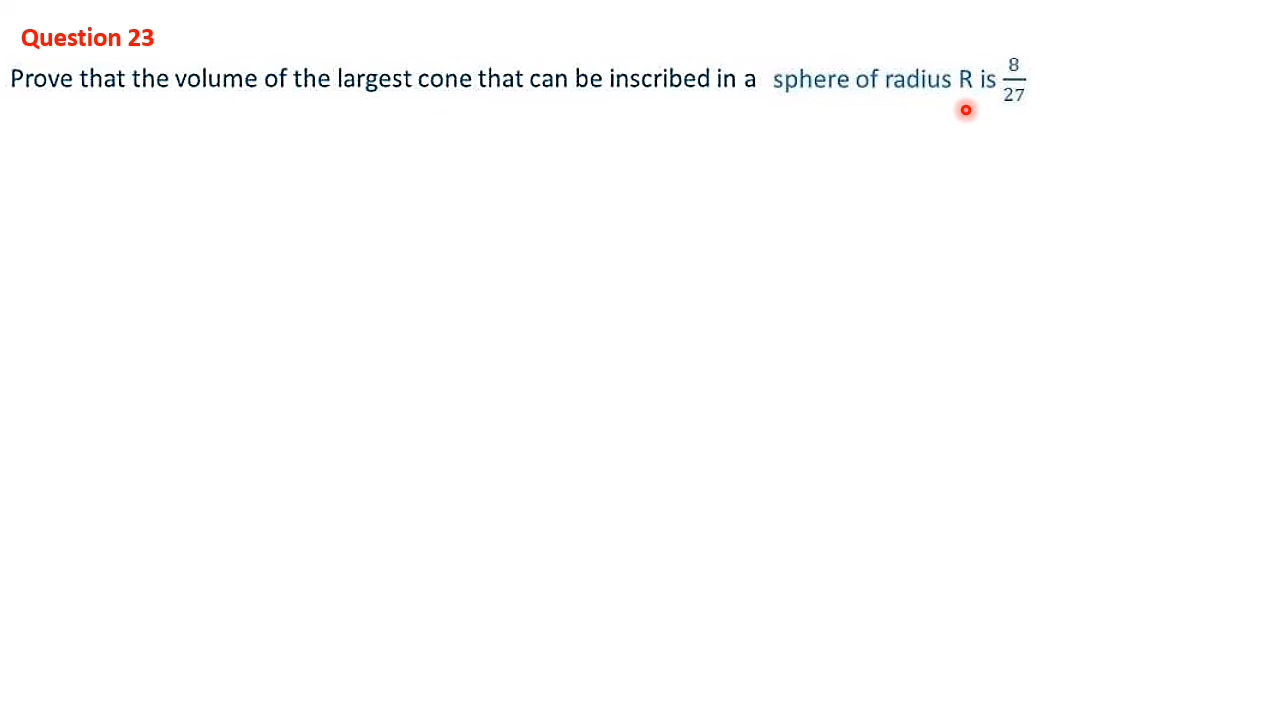 Question 23
Prove that the volume of the largest cone that can be inscribed in a sphere of radius R is 8/27